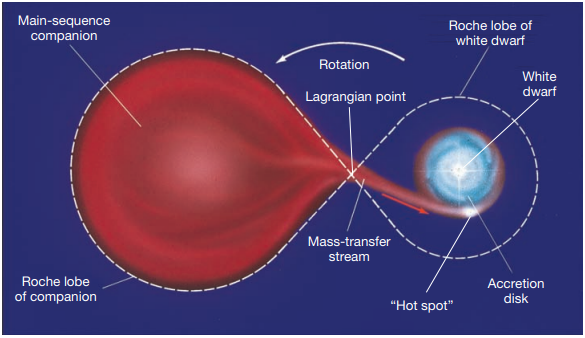 Main-sequence
companion
Roche lobe of
white dwarf
Rotation
White
dwarf
Lagrangian point
Mass-transfer
stream
Roche lobe
of companion
Accretion
disk
“Hot spot”